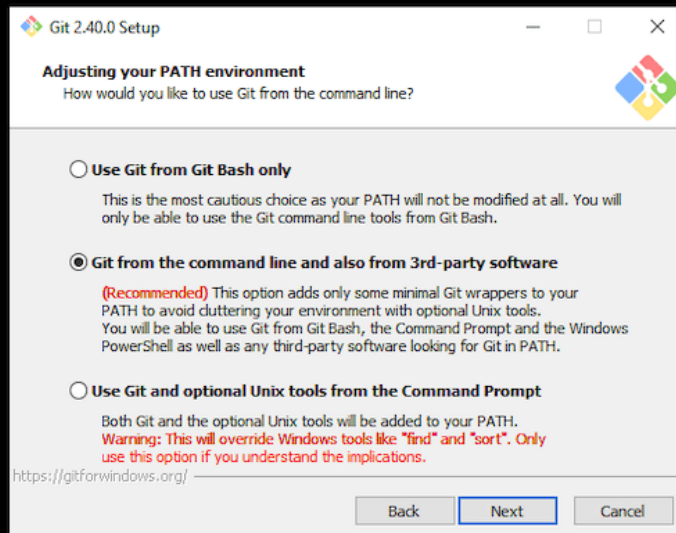 Git 2.40.0 Setup
Adjusting your PATH environment
How would you like to use Git from the command line?
Use Git from Git Bash only
This is the most cautious choice as your PATH will not be modified at all. You will
only be able to use the Git command line tools from Git Bash.
Git from the command line and also from 3rd-party software
(Recommended) This option adds only some minimal Git wrappers to your
PATH to avoid cluttering your environment with optional Unix tools.
You will be able to use Git from Git Bash, the Command Prompt and the Windows
PowerShell as well as any third-party software looking for Git in PATH.
Use Git and optional Unix tools from the Command Prompt
Both Git and the optional Unix tools will be added to your PATH.
Warning: This will override Windows tools like "find" and "sort". Only
use this option if you understand the implications.
https://gitforwindows.org/
Back Next Cancel